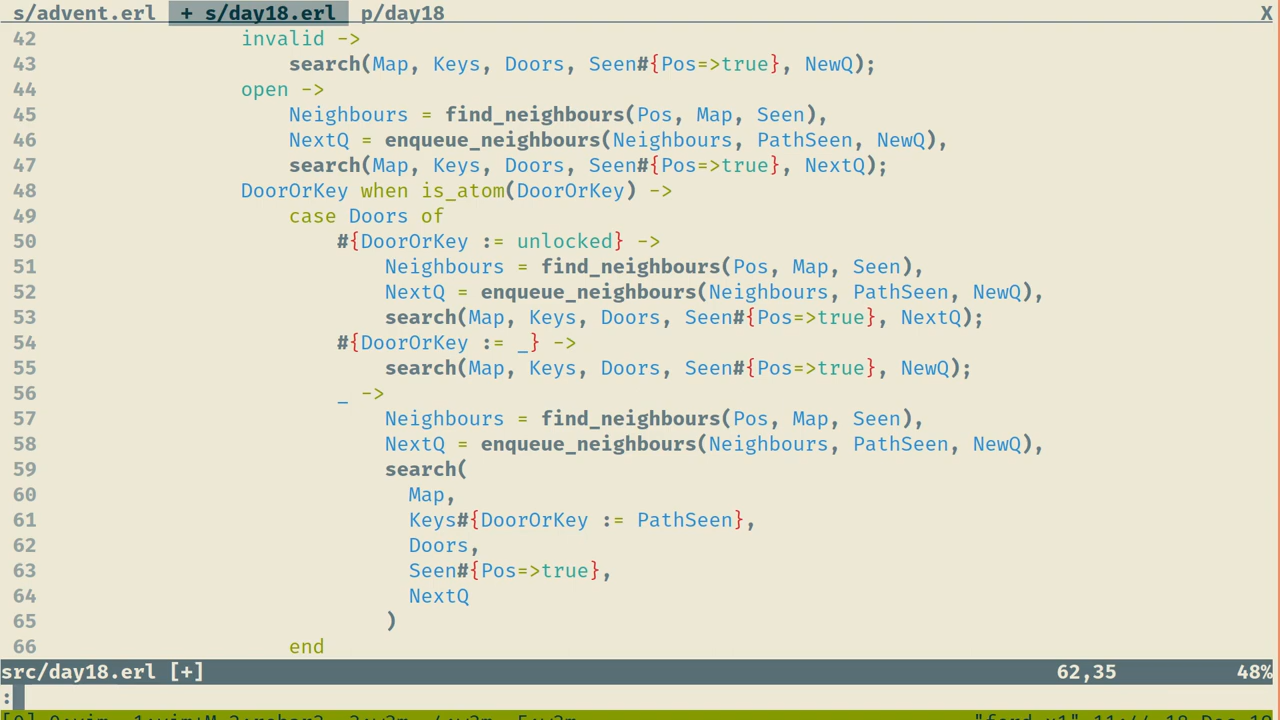 s/advent.erl + s/day18.erl p/day18 X
42 invalid ->
43 search(Map, Keys, Doors, Seen#{Pos=>true}, NewQ);
44 open ->
45 Neighbours = find_neighbours(Pos, Map, Seen),
46 NextQ = enqueue_neighbours(Neighbours, PathSeen, NewQ),
47 search(Map, Keys, Doors, Seen#{Pos=>true}, NextQ);
48 DoorOrKey when is_atom(DoorOrKey) ->
49 case Doors of
50 #{DoorOrKey := unlocked} ->
51 Neighbours = find_neighbours(Pos, Map, Seen),
52 NextQ = enqueue_neighbours(Neighbours, PathSeen, NewQ),
53 search(Map, Keys, Doors, Seen#{Pos=>true}, NextQ);
54 #{DoorOrKey := _} ->
55 search(Map, Keys, Doors, Seen#{Pos=>true}, NewQ);
56 _ ->
57 Neighbours = find_neighbours(Pos, Map, Seen),
58 NextQ = enqueue_neighbours(Neighbours, PathSeen, NewQ),
59 search(
60 Map,
61 Keys#{DoorOrKey := PathSeen},
62 Doors,
63 Seen#{Pos=>true},
64 NextQ
65 )
66 end
src/day18.erl [+] 62,35 48%
: